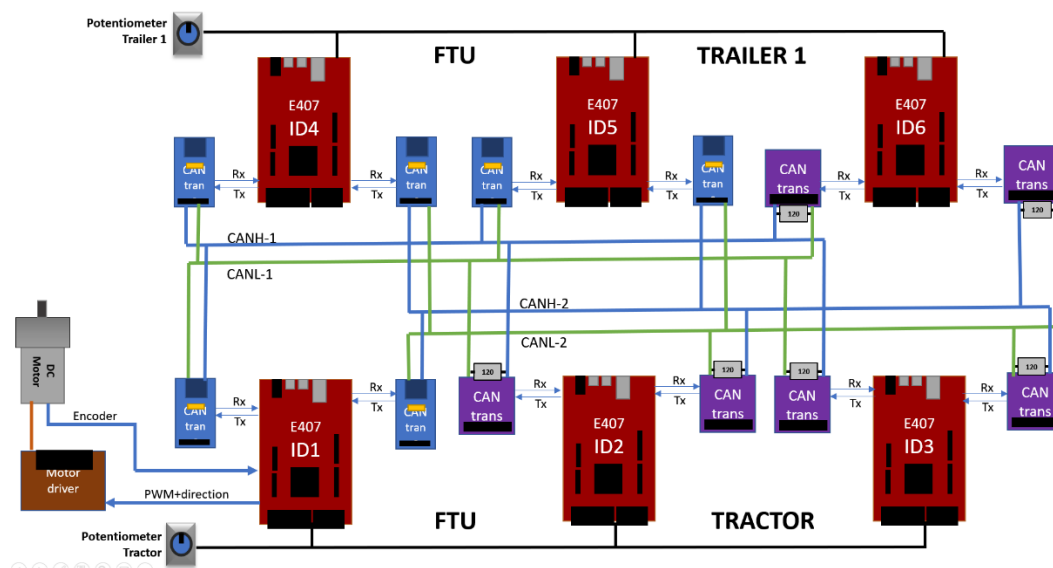 Potentiometer
Trailer 1
FTU
TRAILER 1
E407
ID4
E407
ID5
E407
ID6
CAN
tran
Rx
Tx
Rx
Tx
CAN
tran
CAN
tran
Rx
Tx
Rx
Tx
CAN
tran
CAN
trans
120
Rx
Tx
Rx
Tx
CAN
trans
120
CANH-1
CANL-1
CANH-2
CANL-2
DC
Motor
Encoder
Motor
driver
PWM+direction
CAN
tran
Rx
Tx
E407
ID1
Rx
Tx
CAN
tran
120
CAN
trans
Rx
Tx
E407
ID2
Rx
Tx
120
CAN
trans
120
CAN
trans
Rx
Tx
E407
ID3
Rx
Tx
120
CAN
trans
FTU
TRACTOR
Potentiometer
Tractor